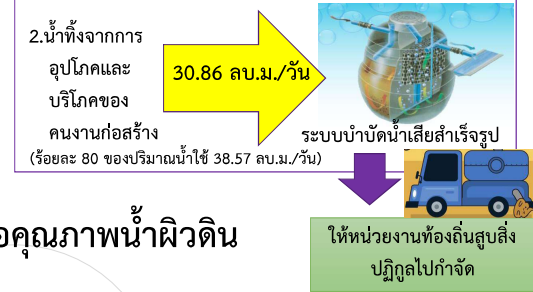 2.น้ำทิ้งจากการ
อุปโภคและ
บริโภคของ
คนงานก่อสร้าง
(ร้อยละ 80 ของปริมาณน้ำใช้ 38.57 ลบ.ม./วัน)
30.86 ลบ.ม./วัน
ระบบบำบัดน้ำเสียสำเร็จรูป
คุณภาพน้ำผิวดิน
ให้หน่วยงานท้องถิ่นสูบสิ่ง
ปฏิกูลไปกำจัด